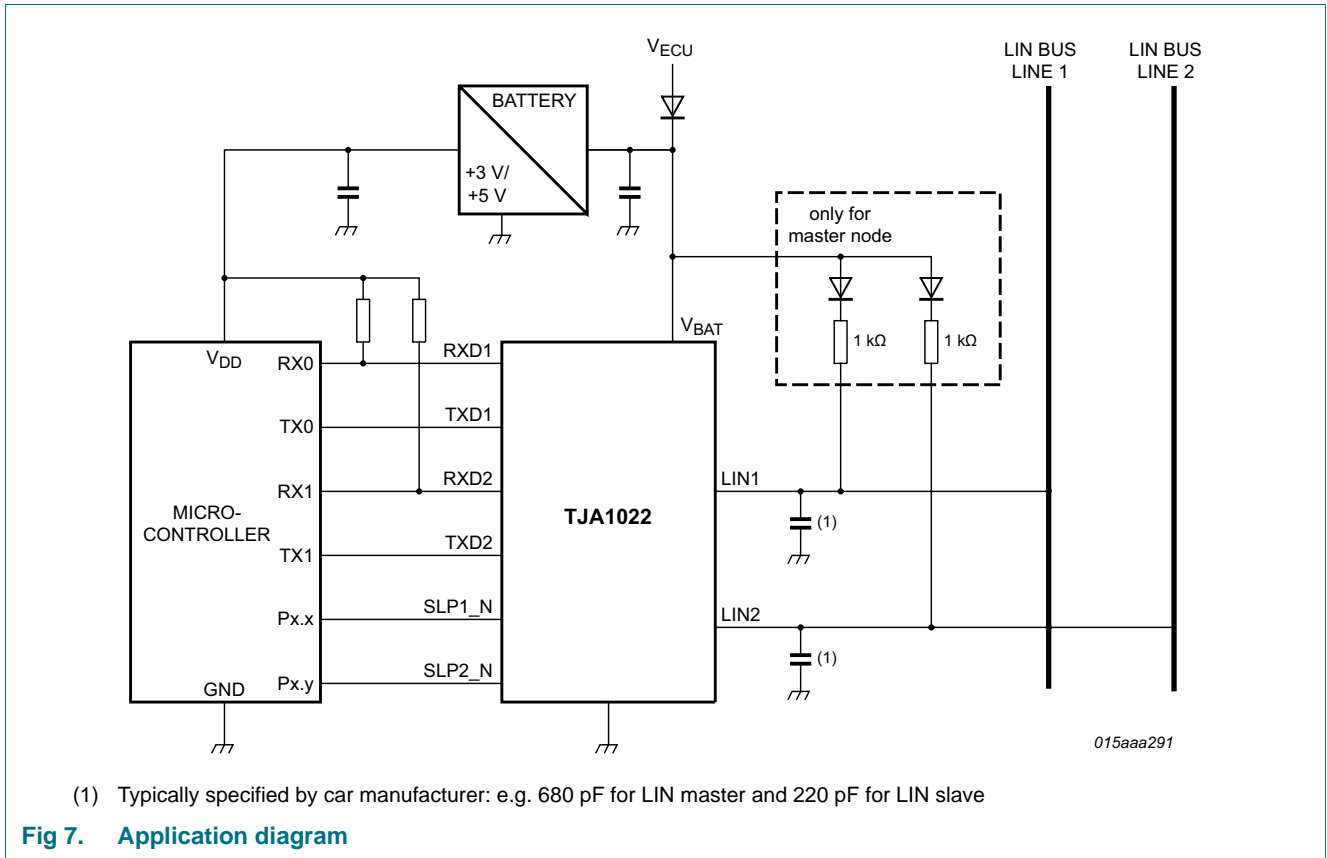 VECU
LIN BUS
LINE 1
LIN BUS
LINE 2
BATTERY
+3 V/
+5 V
only for
master node
1 kΩ
1 kΩ
VBAT
VDD
RX0
RXD1
TX0
TXD1
RX1
RXD2
TX1
TXD2
Px.x
SLP1_N
Px.y
SLP2_N
GND
MICRO-
CONTROLLER
TJA1022
LIN1
(1)
LIN2
(1)
015aaa291
(1) Typically specified by car manufacturer: e.g. 680 pF for LIN master and 220 pF for LIN slave
Fig 7. Application diagram